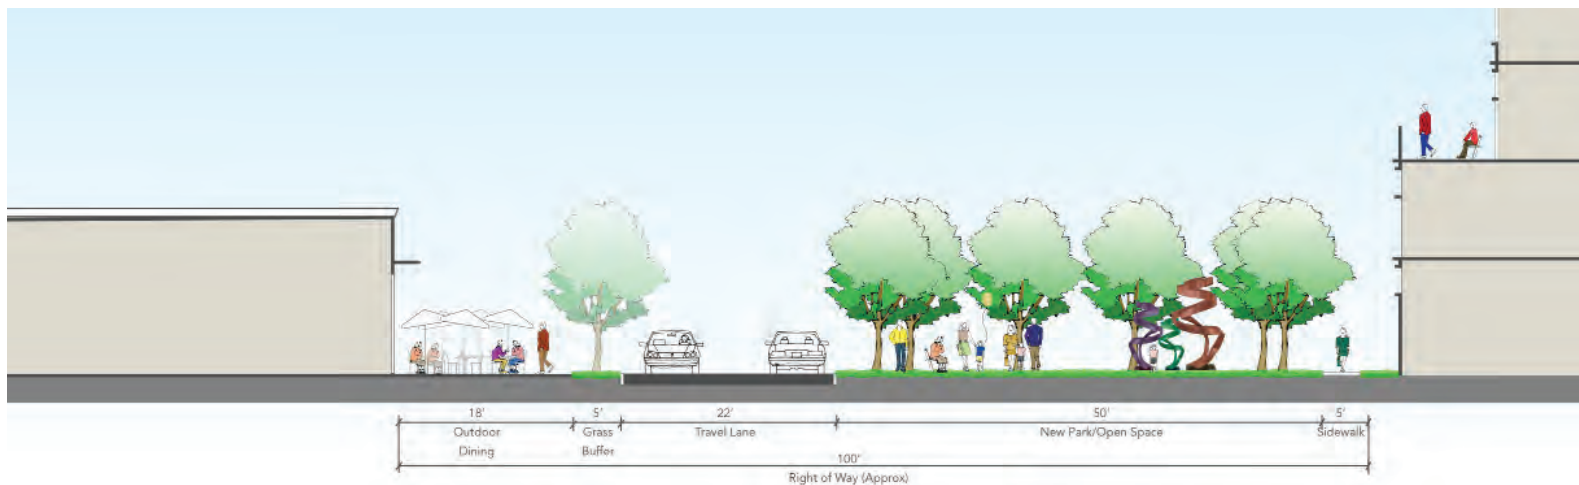 18' 5' 22' 50' 5'
Outdoor Grass Travel Lane New Park/Open Space Sidewalk
Dining Buffer
100'
Right of Way (Approx)